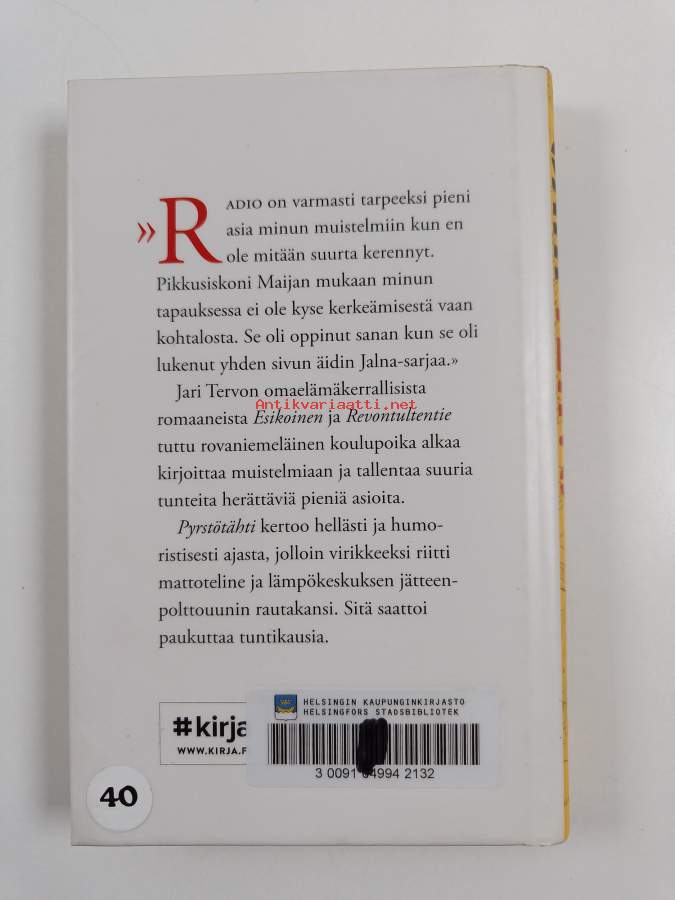 »RADIO on varmasti tarpeeksi pieni
asia minun muistelmiin kun en
ole mitään suurta kerennyt.
Pikkusiskoni Maijan mukaan minun
tapauksessa ei ole kyse kerkeämisestä vaan
kohtalosta. Se oli oppinut sanan kun se oli
lukenut yhden sivun äidin Jalna-sarjaa.»
Jari Tervon omaelämäkerrallisista
Antikvariaatti.net
romaaneista Esikoinen ja Revontultentie
tuttu rovaniemeläinen koulupoika alkaa
kirjoittaa muistelmiaan ja tallentaa suuria
tunteita herättäviä pieniä asioita.
Pyrstötähti kertoo hellästi ja humo-
ristisesti ajasta, jolloin virikkeeksi riitti
mattoteline ja lämpökeskuksen jätteen-
polttouunin rautakansi. Sitä saattoi
paukuttaa tuntikausia.
#kirja
WWW.KIRJA.F
HELSINGIN KAUPUNGINKIRJASTO
HELSINGFORS STADSBIBLIOTEK
3 0091 4994 2132
40